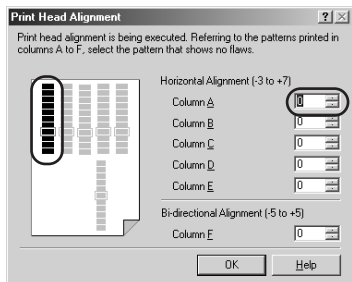 Print Head Alignment
Print head alignment is being executed. Referring to the patterns printed in
columns A to F, select the pattern that shows no flaws.
Horizontal Alignment (-3 to +7)
Column A 0
Column B 0
Column C 0
Column D 0
Column E 0
Bi-directional Alignment (-5 to +5)
Column F 0
OK Help